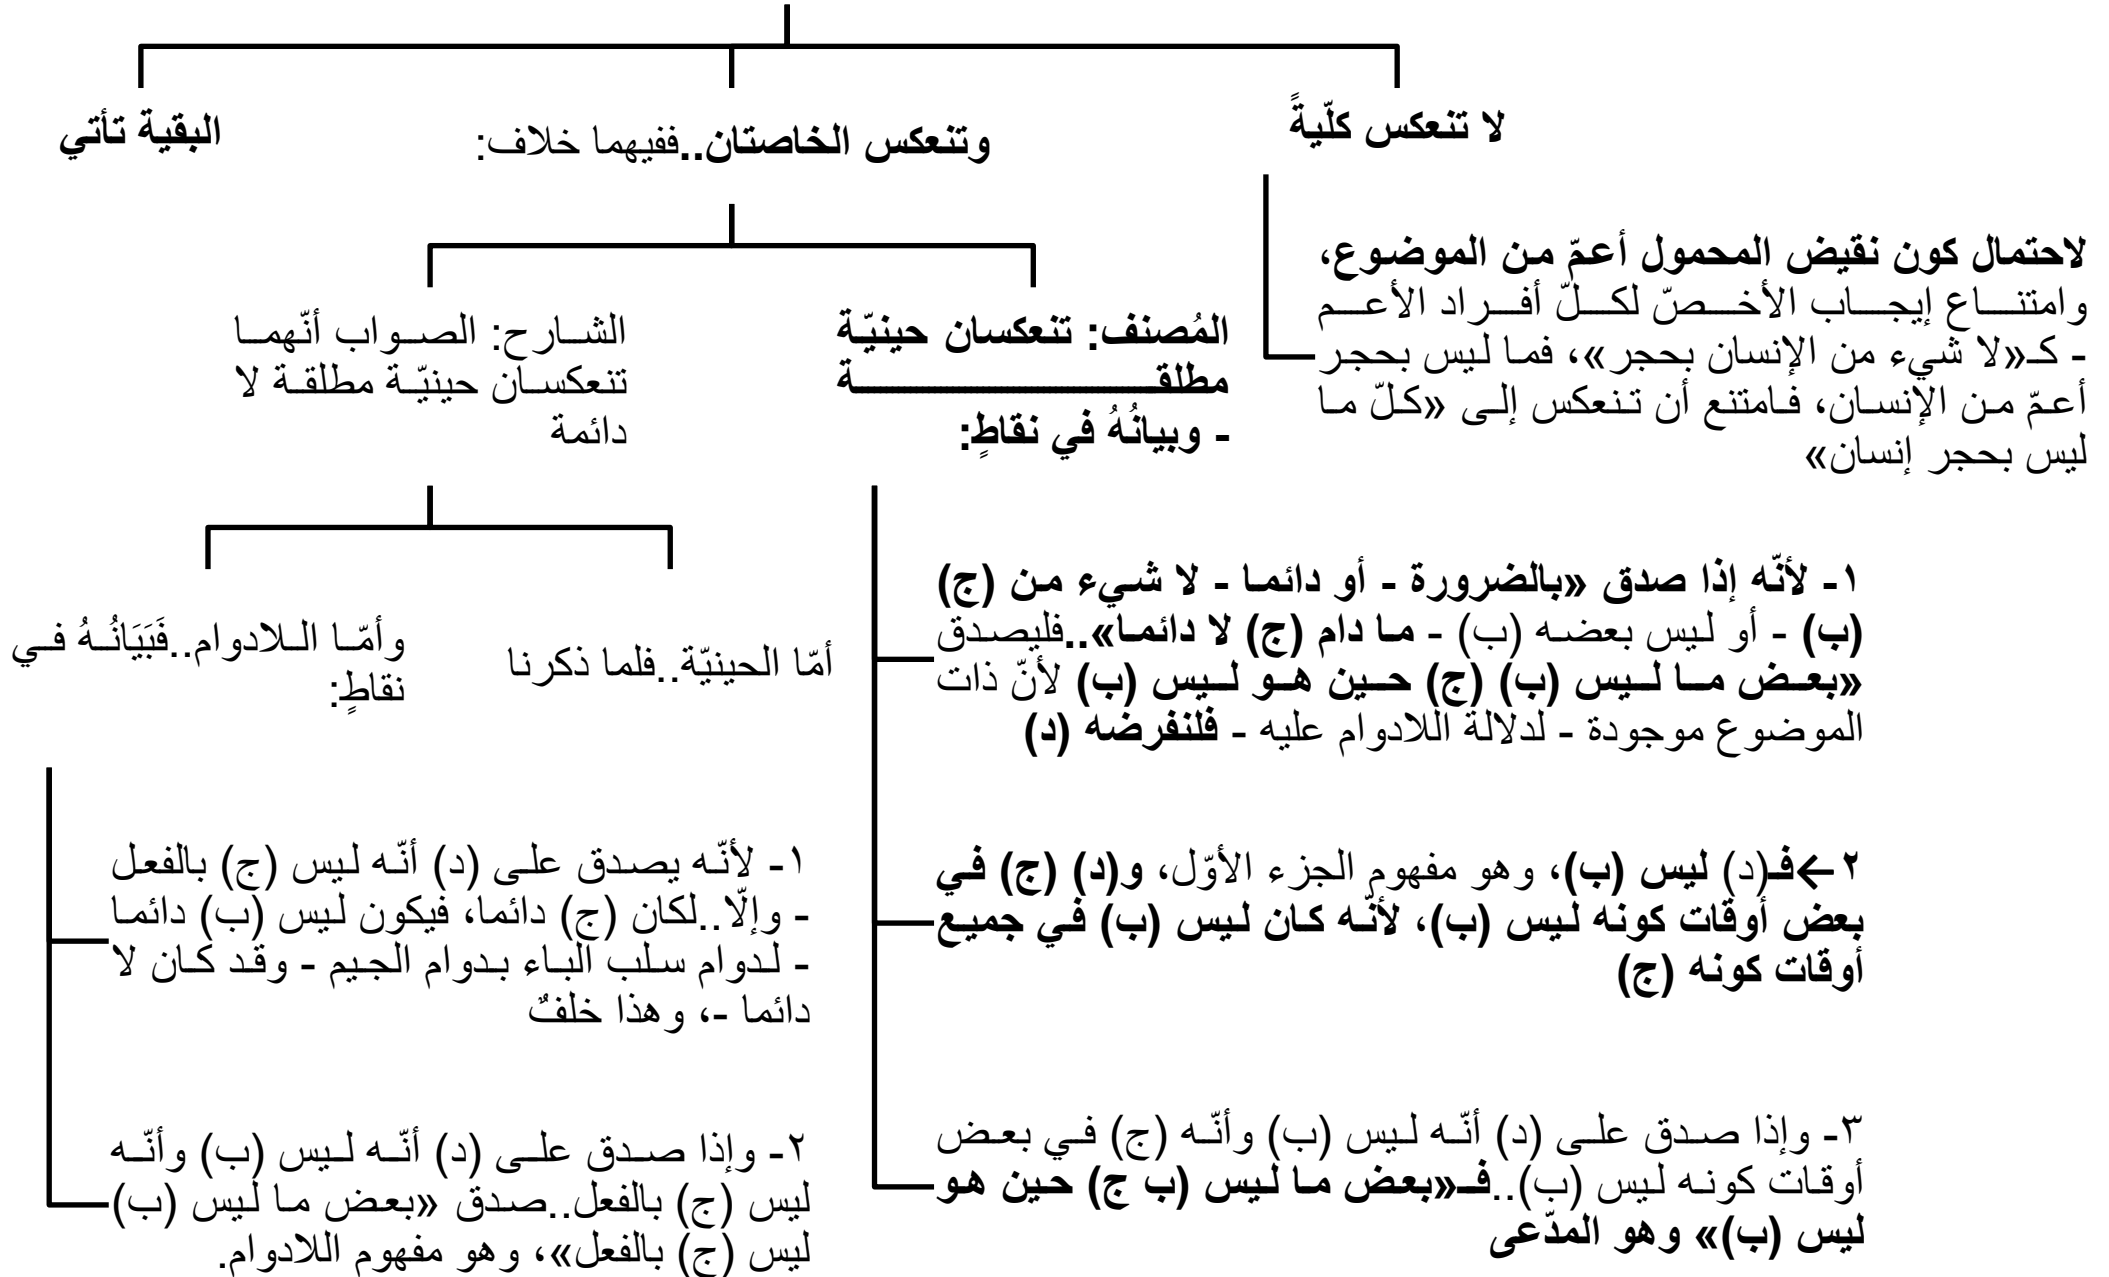 لا تنعكس كلّيةً
وتنعكس الخاصتان..ففيهما خلاف:
البقية تأتي
لاحتمال كون نقيض المحمول أعمّ من الموضوع،
وامتناع إيجاب الأخصّ لكلّ أفراد الأعم
- كـ«لا شيء من الإنسان بحجر»، فما ليس بحجر
أعمّ من الإنسان، فامتنع أن تنعكس إلى «كلّ ما
ليس بحجر إنسان»
المُصنف: تنعكسان حينيّة
مطلقة
- وبيانُهُ في نقاطٍ:
الشارح: الصواب أنّهما
تنعكسان حينيّة مطلقة لا
دائمة
١- لأنّه إذا صدق «بالضرورة - أو دائما - لا شيء من (ج)
(ب) - أو ليس بعضه (ب) - ما دام (ج) لا دائما»..فليصدق
«بعض ما ليس (ب) (ج) حين هو ليس (ب) لأنّ ذات
الموضوع موجودة - لدلالة اللادوام عليه - فلنفرضه (د)
٢←فـ(د) ليس (ب)، وهو مفهوم الجزء الأوّل، و(د) (ج) في
بعض أوقات كونه ليس (ب)، لأنّه كان ليس (ب) في جميع
أوقات كونه (ج)
٣- وإذا صدق على (د) أنّه ليس (ب) وأنّه (ج) في بعض
أوقات كونه ليس (ب)..فـ«بعض ما ليس (ب ج) حين هو
ليس (ب)» وهو المدّعى
أمّا الحينيّة..فلما ذكرنا
وأمّا اللادوام..فَبَيَانُهُ في
نقاطٍ:
١- لأنّه يصدق على (د) أنّه ليس (ج) بالفعل
- وإلّا..لكان (ج) دائما، فيكون ليس (ب) دائما
- لدوام سلب الباء بدوام الجيم - وقد كان لا
دائما -، وهذا خلفٌ
٢- وإذا صدق على (د) أنّه ليس (ب) وأنّه
ليس (ج) بالفعل..صدق «بعض ما ليس (ب)
ليس (ج) بالفعل»، وهو مفهوم اللادوام.